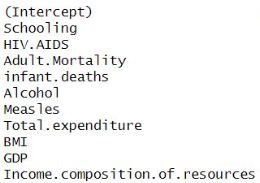 (Intercept)
Schooling
HIV.AIDS
Adult.Mortality
infant.deaths
Alcohol
Measles
Total.expenditure
BMI
GDP
Income.composition.of.resources